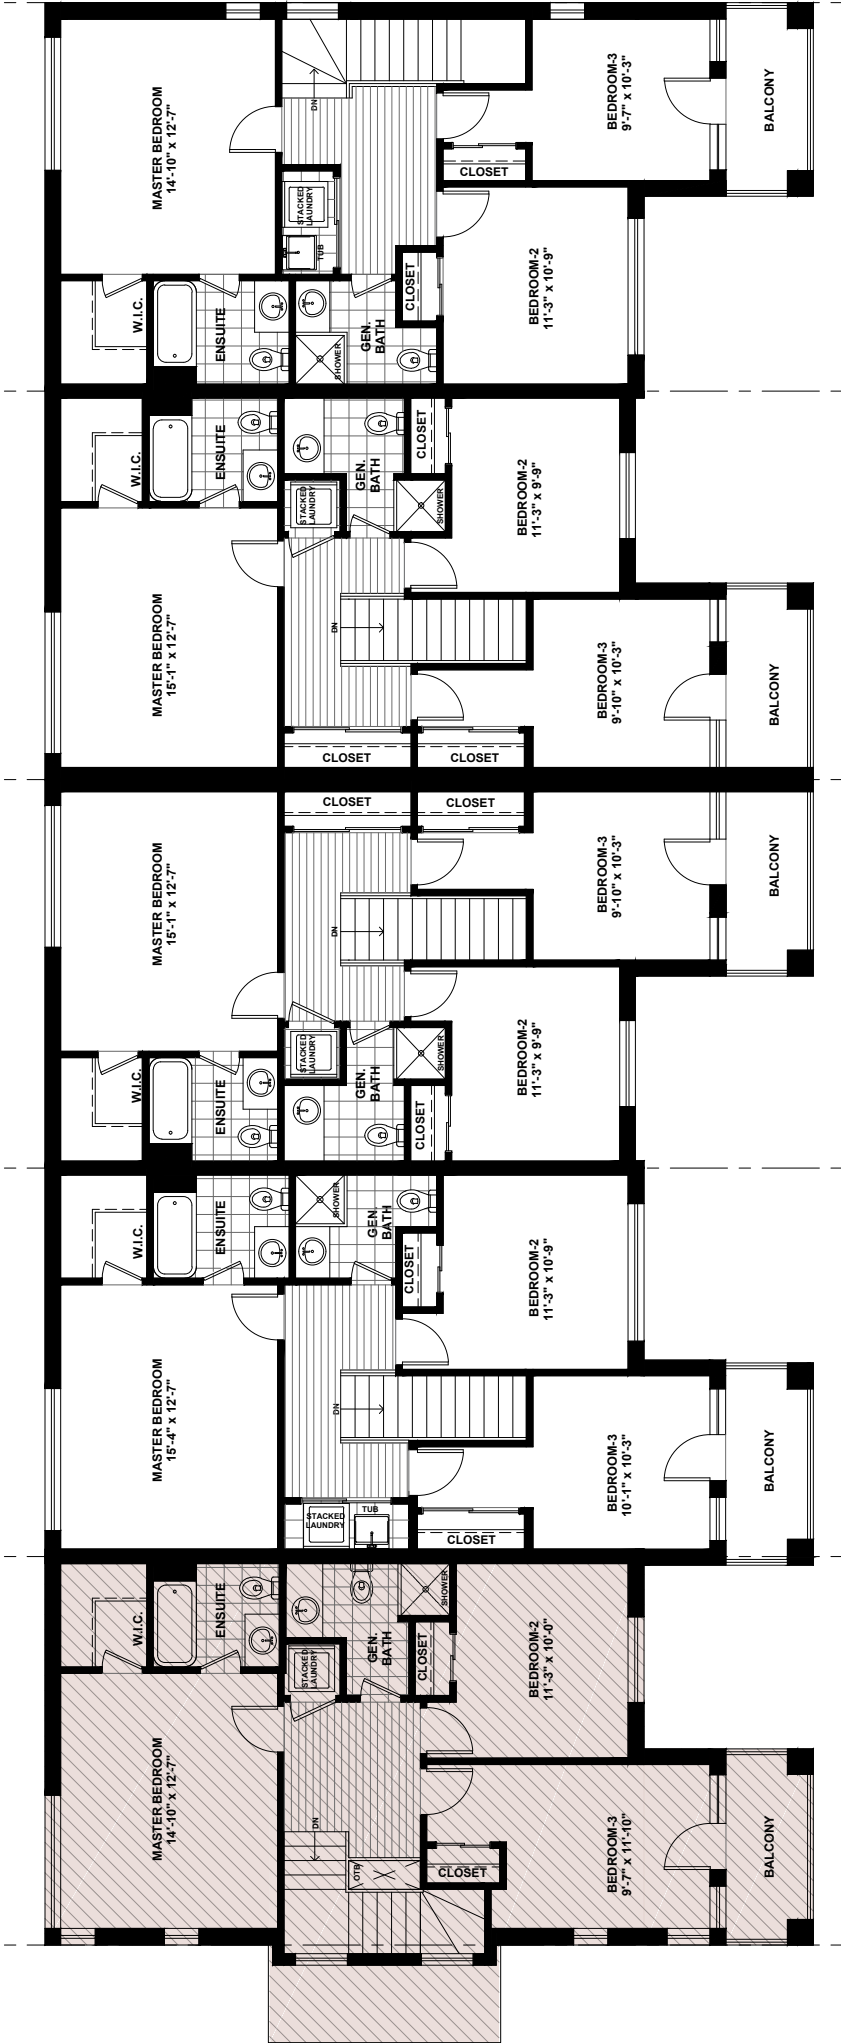 MASTER BEDROOM
14'-10" x 12'-7"
DN
BEDROOM-3
9'-7" x 10'-3"
BALCONY
CLOSET
STACKED
LAUNDRY
TUB
BEDROOM-2
11'-3" x 10'-9"
CLOSET
W.I.C.
ENSUITE
GEN.
BATH
SHOWER
W.I.C.
ENSUITE
CLOSET
GEN.
BATH
STACKED
LAUNDRY
SHOWER
BEDROOM-2
11'-3" x 9'-9"
MASTER BEDROOM
15'-1" x 12'-7"
DN
BEDROOM-3
9'-10" x 10'-3"
BALCONY
CLOSET
CLOSET
CLOSET
CLOSET
MASTER BEDROOM
15'-1" x 12'-7"
DN
BEDROOM-3
9'-10" x 10'-3"
BALCONY
STACKED
LAUNDRY
SHOWER
BEDROOM-2
11'-3" x 9'-9"
W.I.C.
ENSUITE
GEN.
BATH
CLOSET
W.I.C.
ENSUITE
SHOWER
GEN.
BATH
CLOSET
BEDROOM-2
11'-3" x 10'-9"
MASTER BEDROOM
15'-4" x 12'-7"
DN
BEDROOM-3
10'-1" x 10'-3"
BALCONY
STACKED
LAUNDRY
TUB
CLOSET
W.I.C.
ENSUITE
SHOWER
GEN.
BATH
CLOSET
STACKED
LAUNDRY
BEDROOM-2
11'-3" x 10'-0"
MASTER BEDROOM
14'-10" x 12'-7"
DN
OTB
CLOSET
BEDROOM-3
9'-7" x 11'-10"
BALCONY